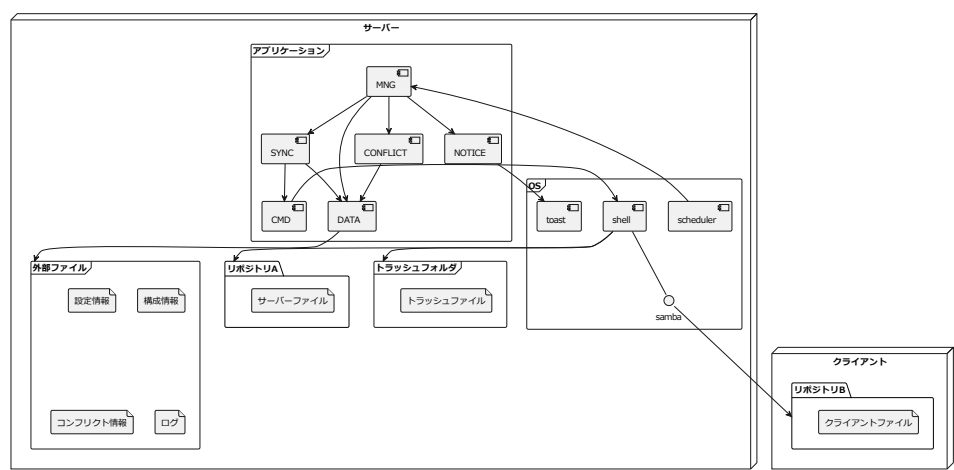 サーバー
アプリケーション
MNG
SYNC
CONFLICT
NOTICE
CMD
DATA
OS
toast
shell
scheduler
samba
外部ファイル
設定情報
構成情報
コンフリクト情報
ログ
リポジトリA
サーバーファイル
トラッシュフォルダ
トラッシュファイル
クライアント
リポジトリB
クライアントファイル